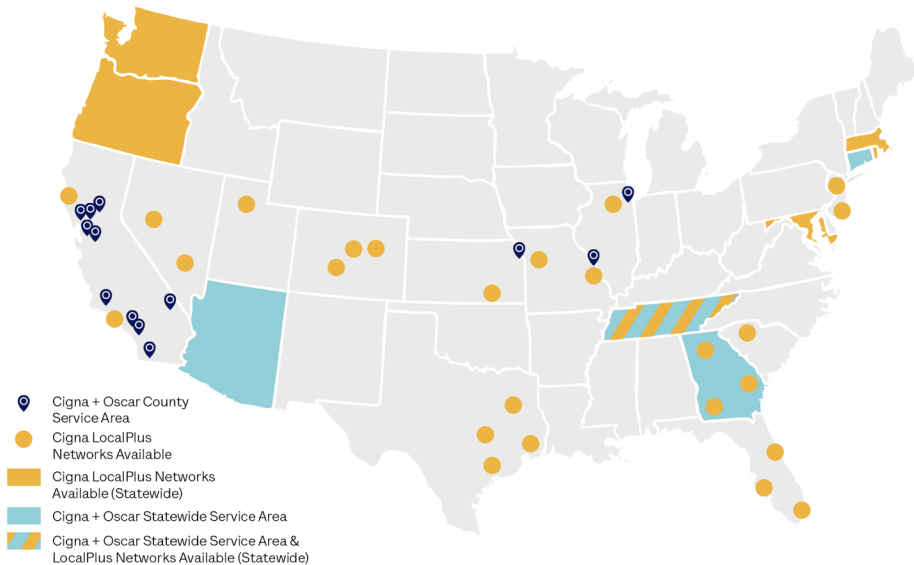 Cigna + Oscar County
Service Area
Cigna LocalPlus
Networks Available
Cigna LocalPlus Networks
Available (Statewide)
Cigna + Oscar Statewide Service Area
Cigna + Oscar Statewide Service Area &
LocalPlus Networks Available (Statewide)